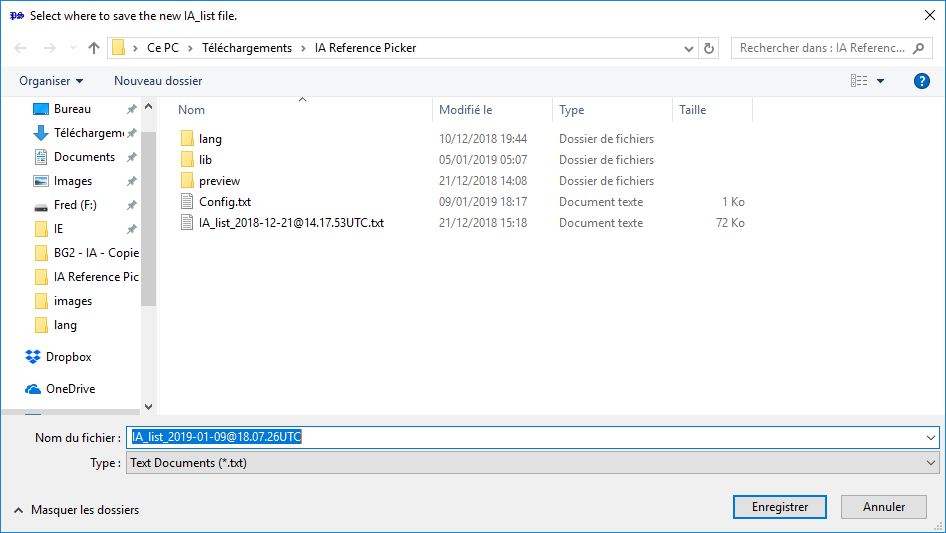 Select where to save the new IA_list file.
Ce PC > Téléchargements > IA Reference Picker
Rechercher dans : IA Referenc...
Organiser
Nouveau dossier
Bureau
Téléchargem
Documents
Images
Fred (F:)
IE
BG2 - IA - Copie
IA Reference Pic
images
lang
Dropbox
OneDrive
Nom Modifié le Type Taille
lang 10/12/2018 19:44 Dossier de fichiers
lib 05/01/2019 05:07 Dossier de fichiers
preview 21/12/2018 14:08 Dossier de fichiers
Config.txt 09/01/2019 18:17 Document texte 1 Ko
IA_list_2018-12-21@14.17.53UTC.txt 21/12/2018 15:18 Document texte 72 Ko
Nom du fichier : IA_list_2019-01-09@18.07.26UTC
Type : Text Documents (*.txt)
Masquer les dossiers
Enregistrer
Annuler